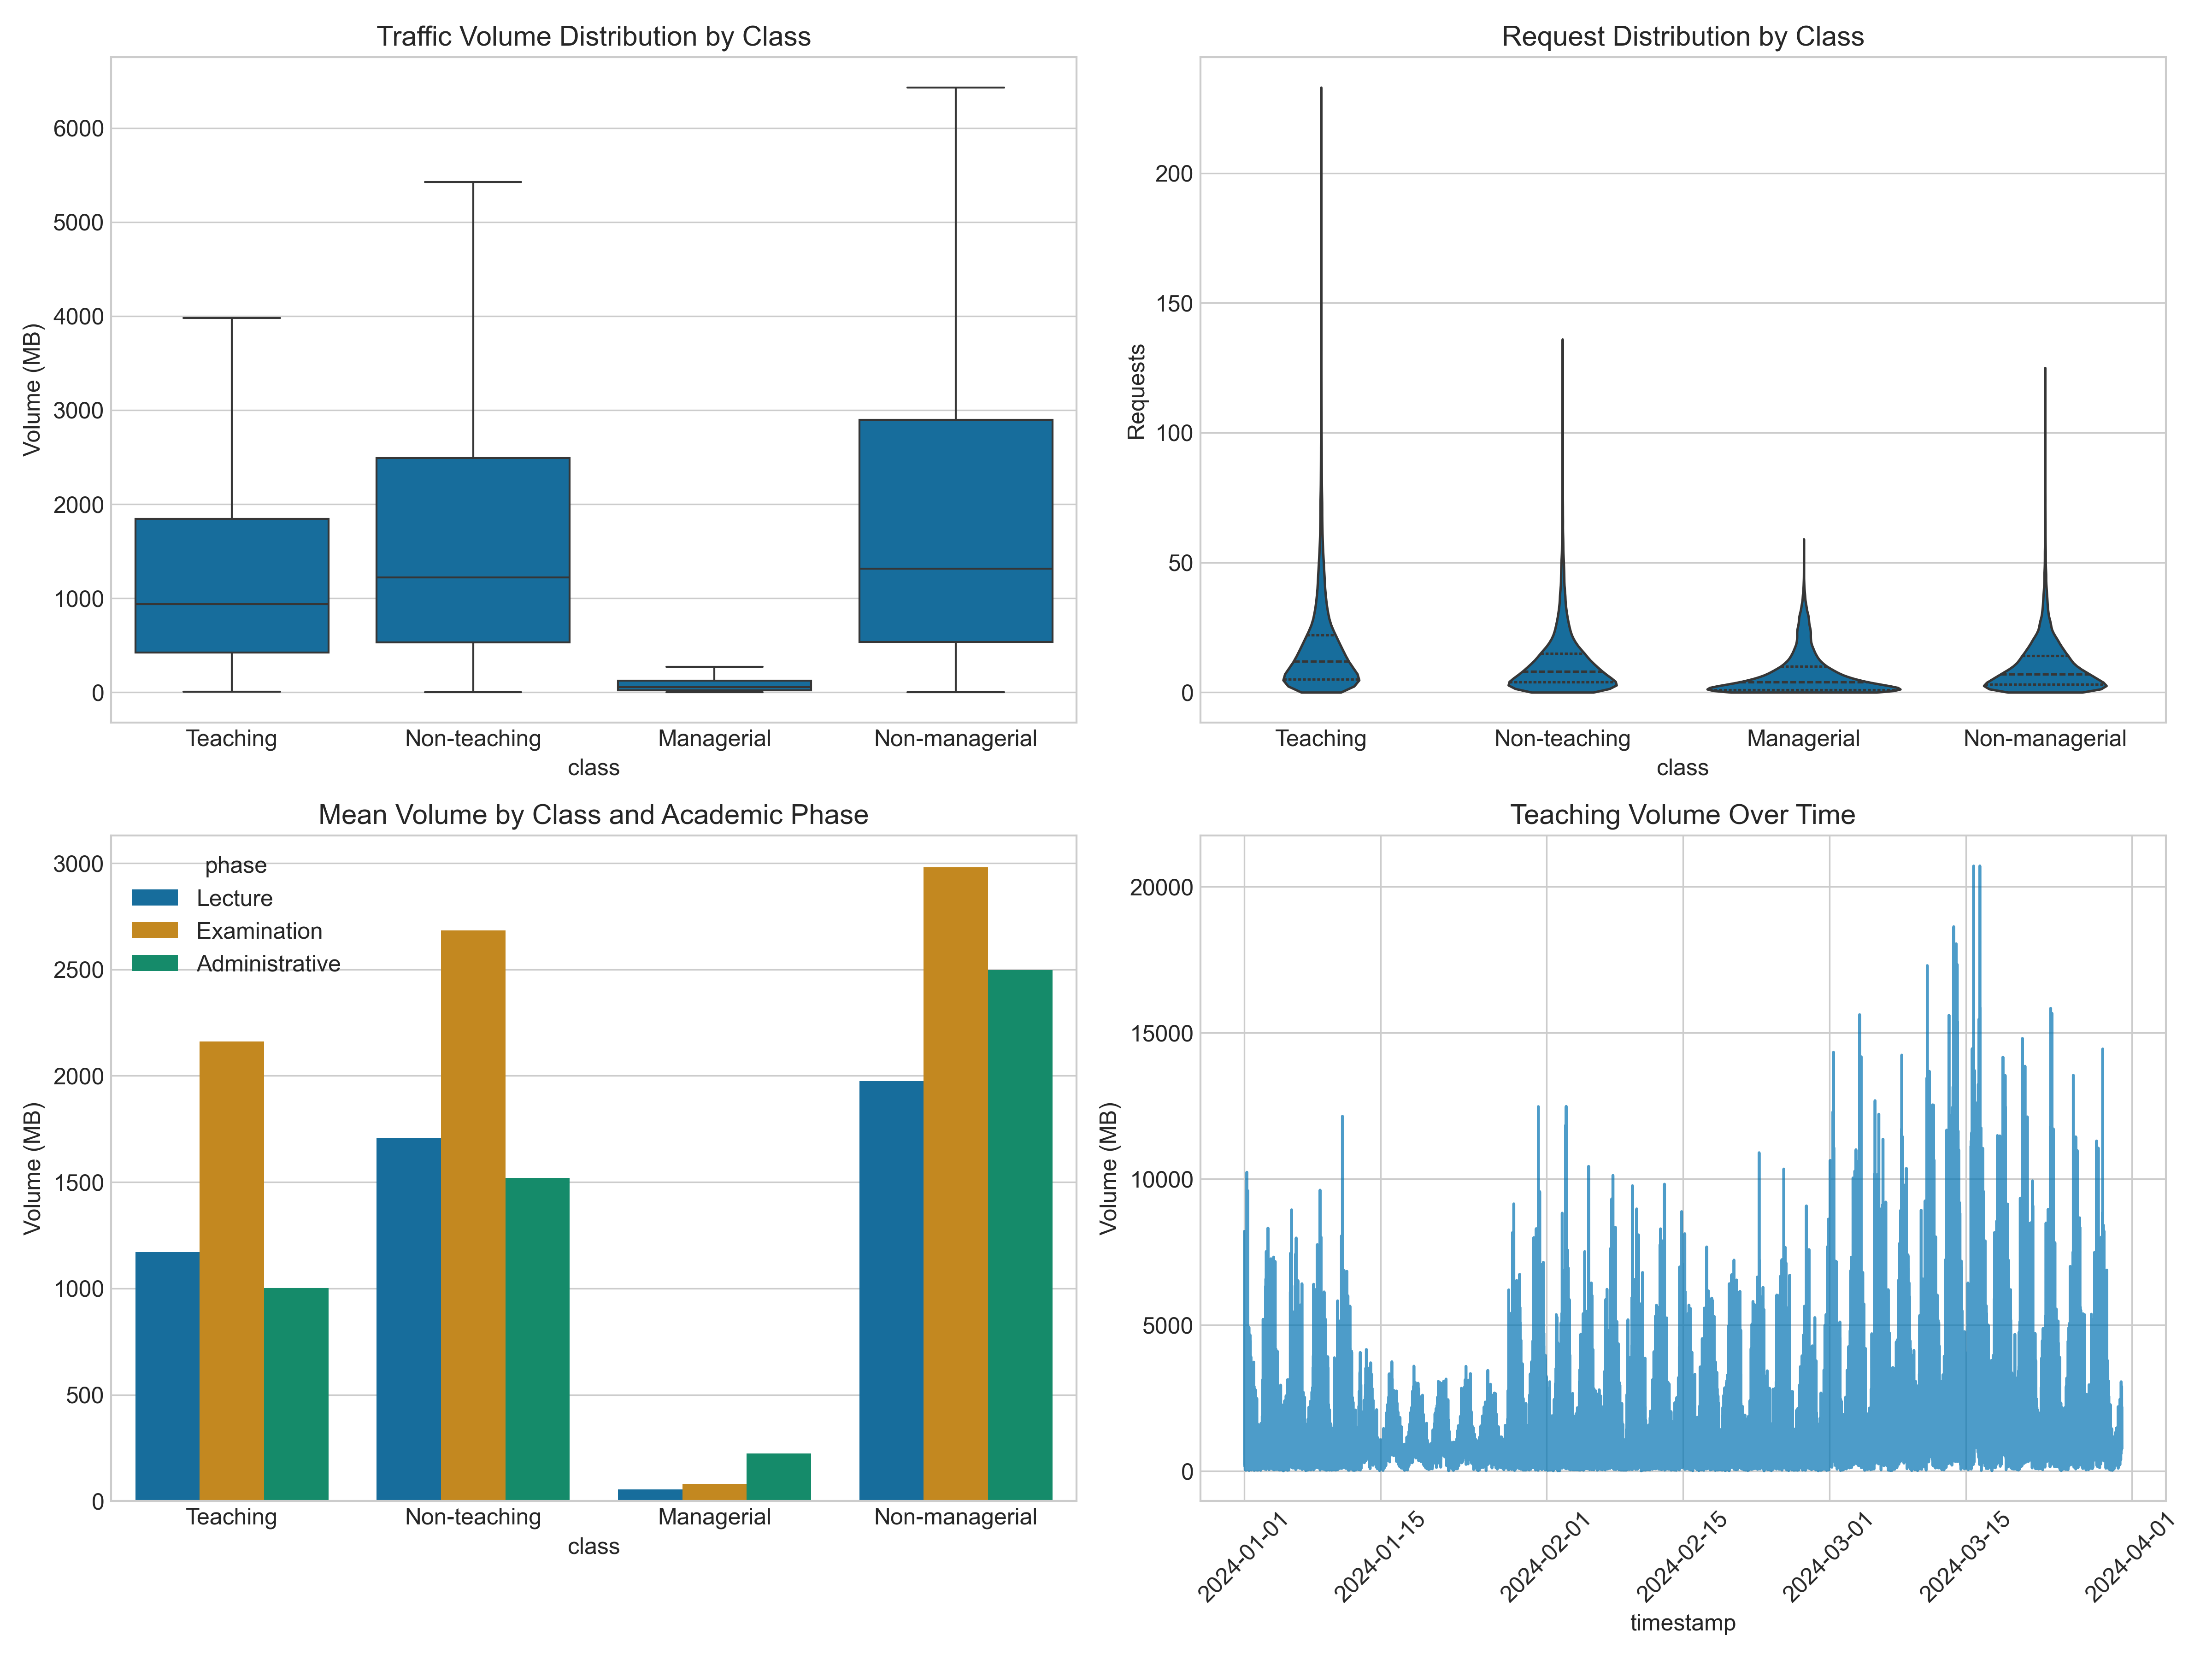 Traffic Volume Distribution by Class
Volume (MB)
6000
5000
4000
3000
2000
1000
0
Teaching
Non-teaching
Managerial
Non-managerial
class
Request Distribution by Class
Requests
200
150
100
50
0
Teaching
Non-teaching
Managerial
Non-managerial
class
Mean Volume by Class and Academic Phase
Volume (MB)
3000
2500
2000
1500
1000
500
0
phase
Lecture
Examination
Administrative
Teaching
Non-teaching
Managerial
Non-managerial
class
Teaching Volume Over Time
Volume (MB)
20000
15000
10000
5000
0
2024-01-01
2024-01-15
2024-02-01
2024-02-15
2024-03-01
2024-03-15
2024-04-01
timestamp